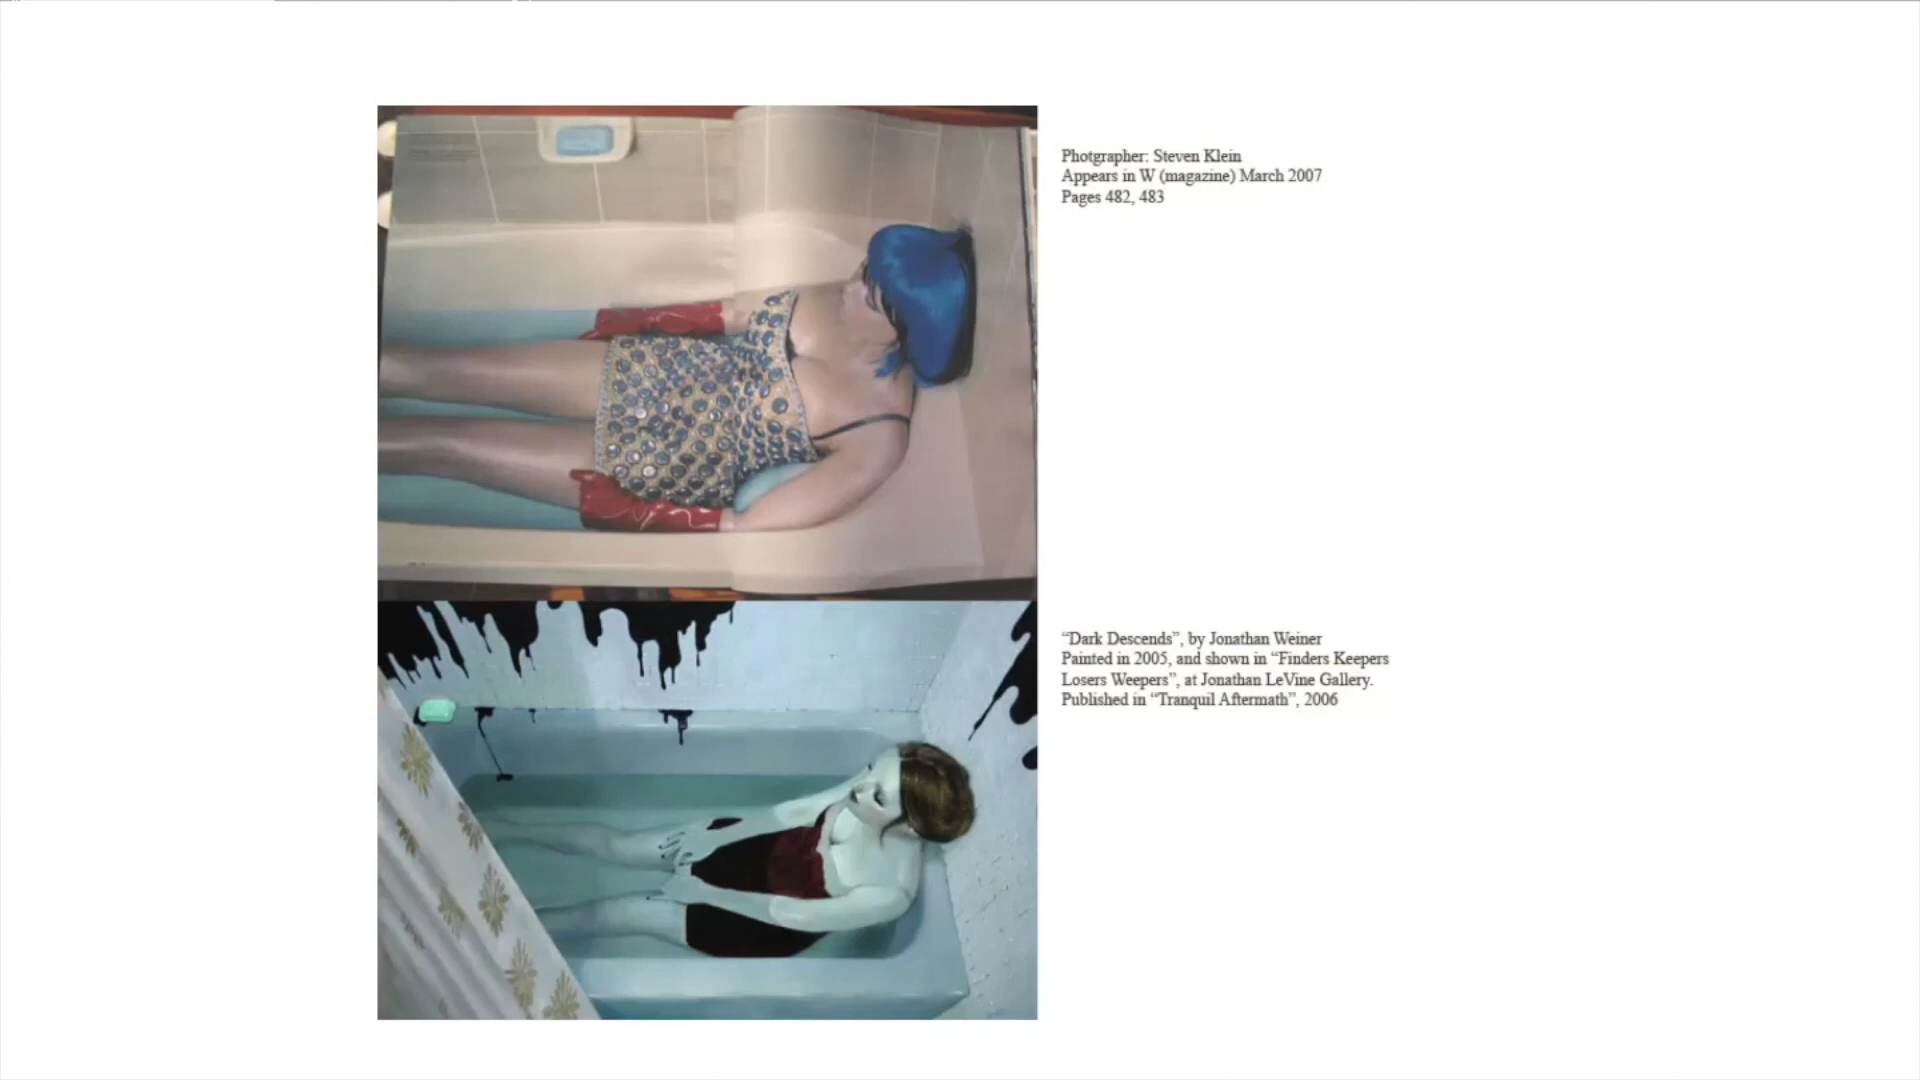 Photgrapher: Steven Klein
Appears in W (magazine) March 2007
Pages 482, 483
“Dark Descends”, by Jonathan Weiner
Painted in 2005, and shown in “Finders Keepers
Losers Weepers”, at Jonathan LeVine Gallery.
Published in “Tranquil Aftermath”, 2006